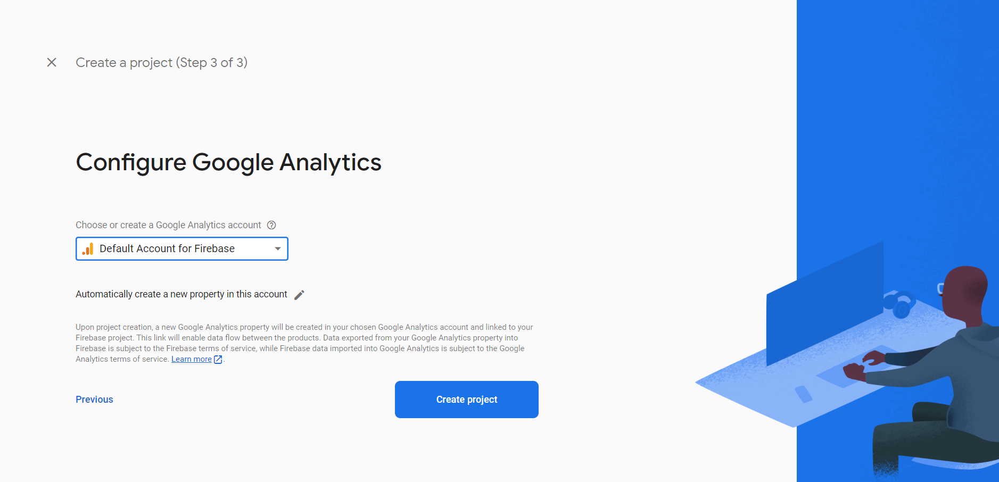 Create a project (Step 3 of 3)
Configure Google Analytics
Choose or create a Google Analytics account
Default Account for Firebase
Automatically create a new property in this account
Upon project creation, a new Google Analytics property will be created in your chosen Google Analytics account and linked to your
Firebase project. This link will enable data flow between the products. Data exported from your Google Analytics property into
Firebase is subject to the Firebase terms of service, while Firebase data imported into Google Analytics is subject to the Google
Analytics terms of service. Learn more.
Previous
Create project